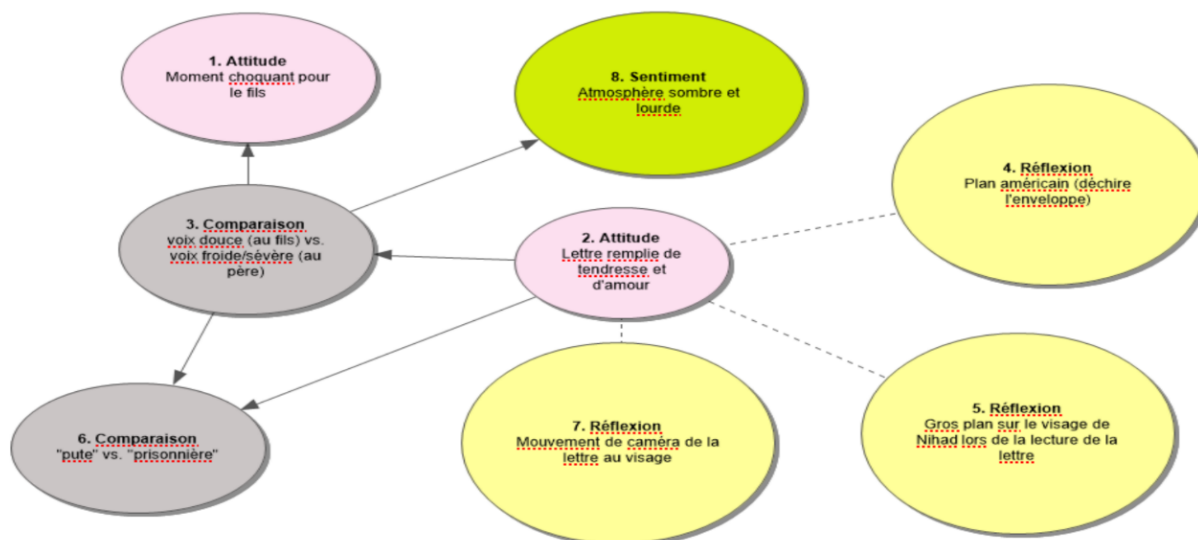 1. Attitude
Moment choquant pour
le fils
8. Sentiment
Atmosphère sombre et
lourde
4. Réflexion
Plan américain (déchire
l'enveloppe)
3. Comparaison
voix douce (au fils) vs.
voix froide/sévère (au
père)
2. Attitude
Lettre remplie de
tendresse et
d'amour
6. Comparaison
"pute" vs. "prisonnière"
7. Réflexion
Mouvement de caméra de la
lettre au visage
5. Réflexion
Gros plan sur le visage de
Nihad lors de la lecture de la
lettre